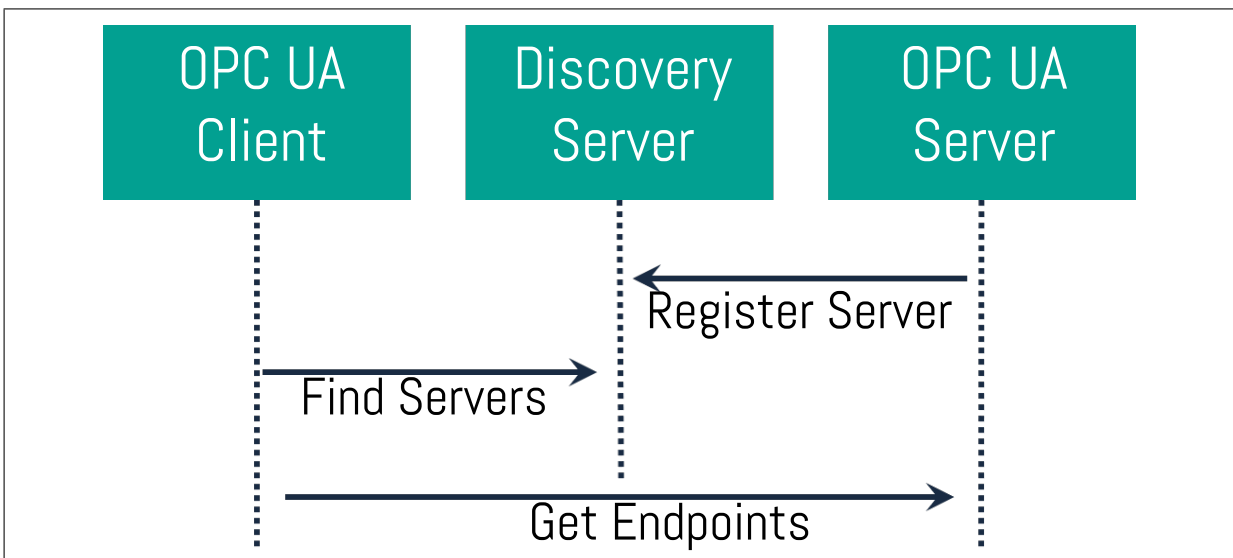 OPC UA
Client
Discovery
Server
OPC UA
Server
Register Server
Find Servers
Get Endpoints